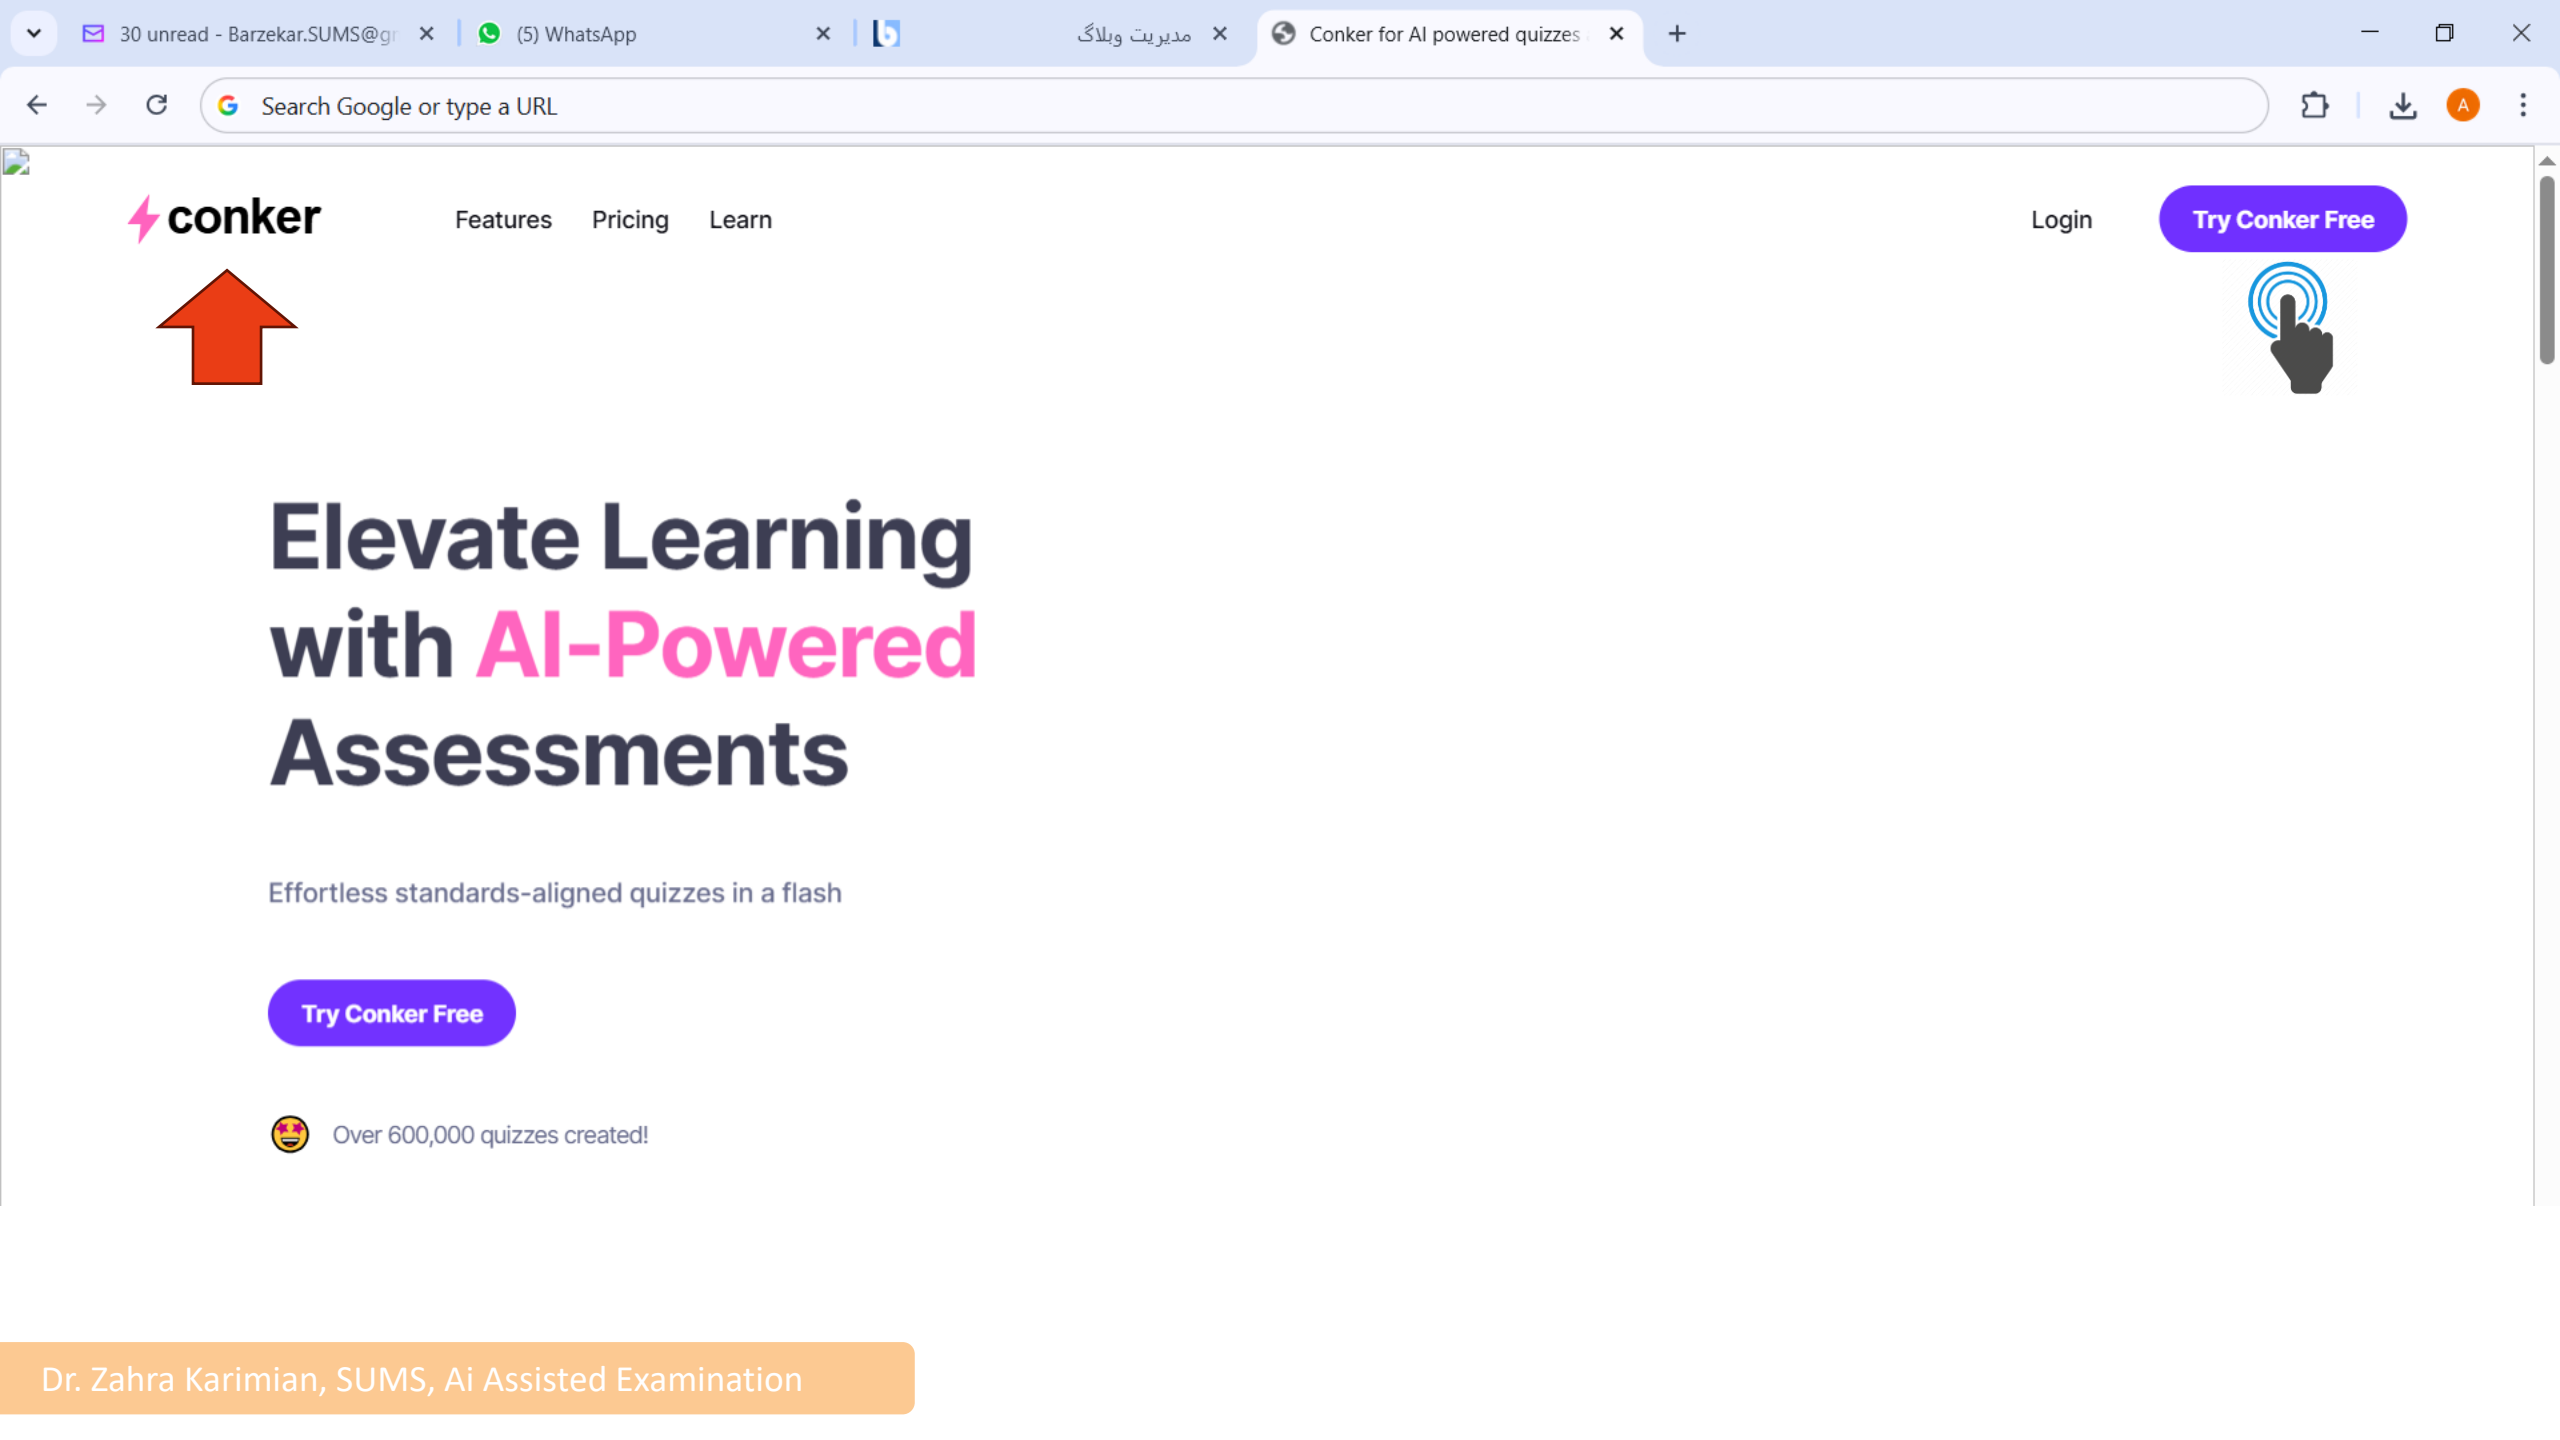 30 unread - Barzekar.SUMS@gr
(5) WhatsApp
مدیریت وبلاگ
Conker for AI powered quizzes
Search Google or type a URL
A
conker
Features
Pricing
Learn
Login
Try Conker Free
Elevate Learning
with AI-Powered
Assessments
Effortless standards-aligned quizzes in a flash
Try Conker Free
Over 600,000 quizzes created!
Dr. Zahra Karimian, SUMS, Ai Assisted Examination